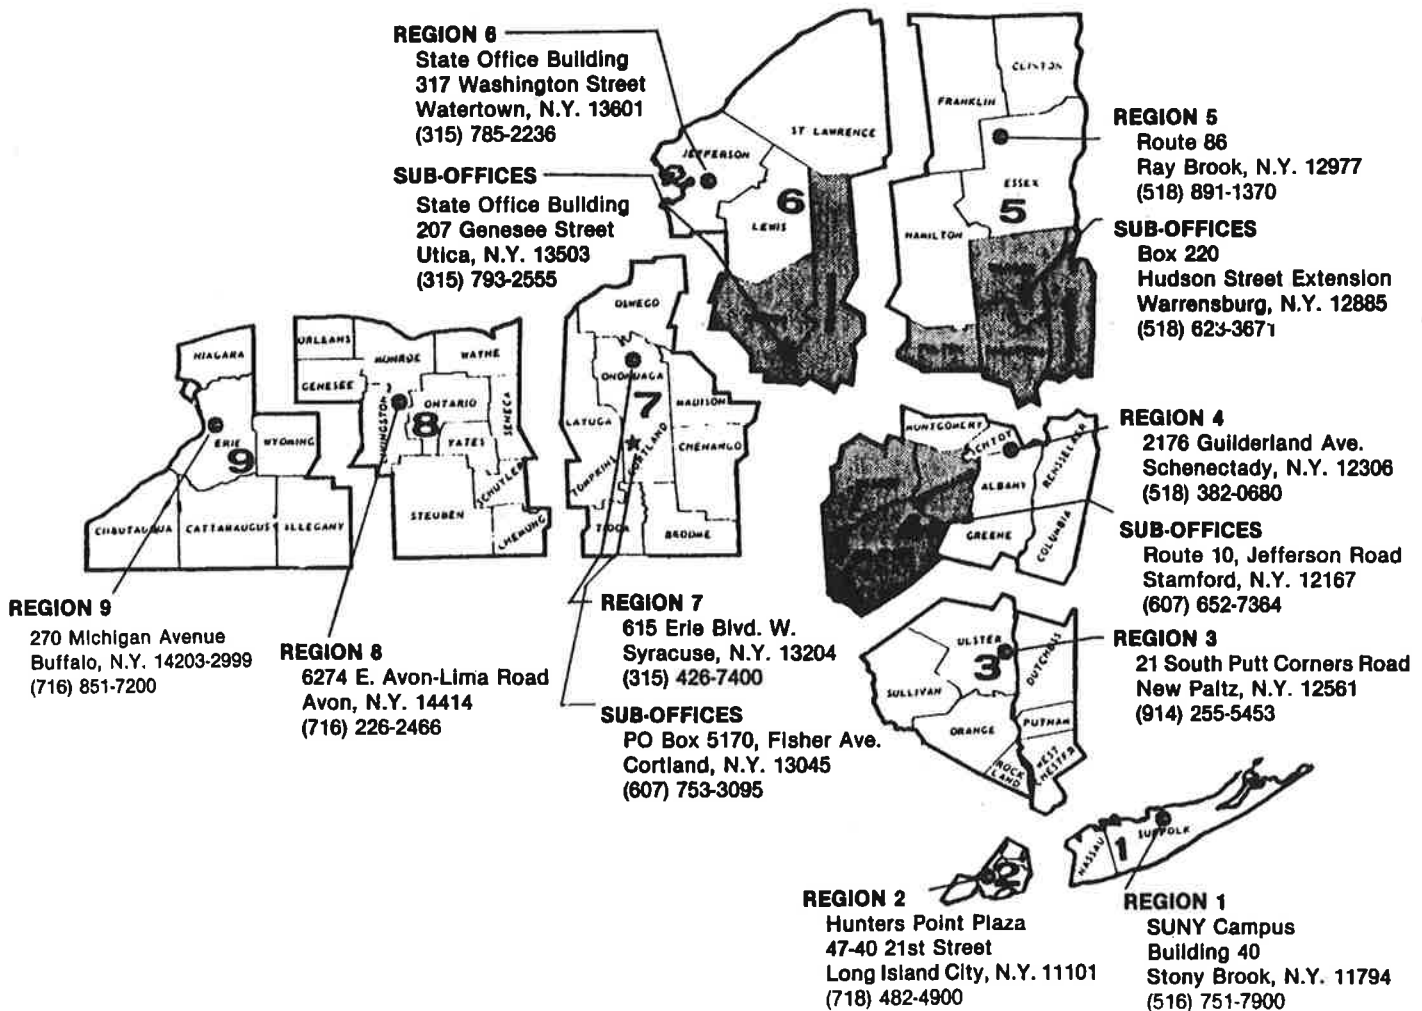 REGION 6
State Office Building
317 Washington Street
Watertown, N.Y. 13601
(315) 785-2236
SUB-OFFICES
State Office Building
207 Genesee Street
Utica, N.Y. 13503
(315) 793-2555
ST LAWRENCE
JEFFERSON
6
LEWIS
CLINTON
FRANKLIN
ESSEX
5
HAMILTON
REGION 5
Route 86
Ray Brook, N.Y. 12977
(518) 891-1370
SUB-OFFICES
Box 220
Hudson Street Extension
Warrensburg, N.Y. 12885
(518) 623-3671
NIAGARA
ERIE
WYOMING
9
CHAUTAUQUA
CATTARAUGUS
ALLEGANY
ORLEANS
MONROE
WAYNE
GENESEE
LIVINGSTON
ONTARIO
8
YATES
SENECA
STEUBEN
SCHUYLER
CHEMUNG
OSWEGO
ONONDAGA
7
MADISON
CAYUGA
CORTLAND
CHENANGO
TOMPKINS
TIOGA
BROOME
MONTGOMERY
SCHDY
RENSSELAER
ALBANY
GREENE
COLUMBIA
REGION 4
2176 Guilderland Ave.
Schenectady, N.Y. 12306
(518) 382-0680
SUB-OFFICES
Route 10, Jefferson Road
Stamford, N.Y. 12167
(607) 652-7364
REGION 9
270 Michigan Avenue
Buffalo, N.Y. 14203-2999
(716) 851-7200
REGION 8
6274 E. Avon-Lima Road
Avon, N.Y. 14414
(716) 226-2466
REGION 7
615 Erie Blvd. W.
Syracuse, N.Y. 13204
(315) 426-7400
SUB-OFFICES
PO Box 5170, Fisher Ave.
Cortland, N.Y. 13045
(607) 753-3095
ULSTER
3
DUTCHESS
SULLIVAN
ORANGE
PUTNAM
ROCK
LAND
WEST
CHESTER
REGION 3
21 South Putt Corners Road
New Paltz, N.Y. 12561
(914) 255-5453
2
NASSAU
1
SUFFOLK
REGION 2
Hunters Point Plaza
47-40 21st Street
Long Island City, N.Y. 11101
(718) 482-4900
REGION 1
SUNY Campus
Building 40
Stony Brook, N.Y. 11794
(516) 751-7900